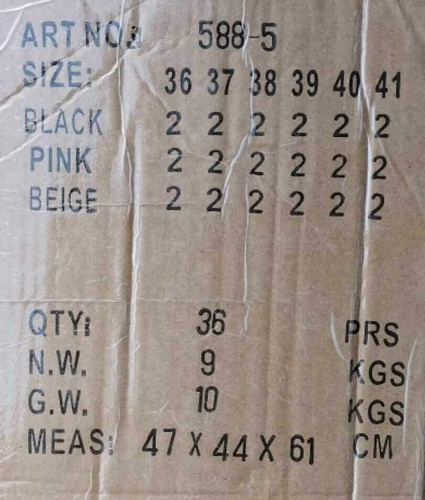 ART NO.: 588-5
SIZE: 36 37 38 39 40 41
BLACK 2 2 2 2 2 2
PINK 2 2 2 2 2 2
BEIGE 2 2 2 2 2 2
QTY: 36 PRS
N.W. 9 KGS
G.W. 10 KGS
MEAS: 47 X 44 X 61 CM